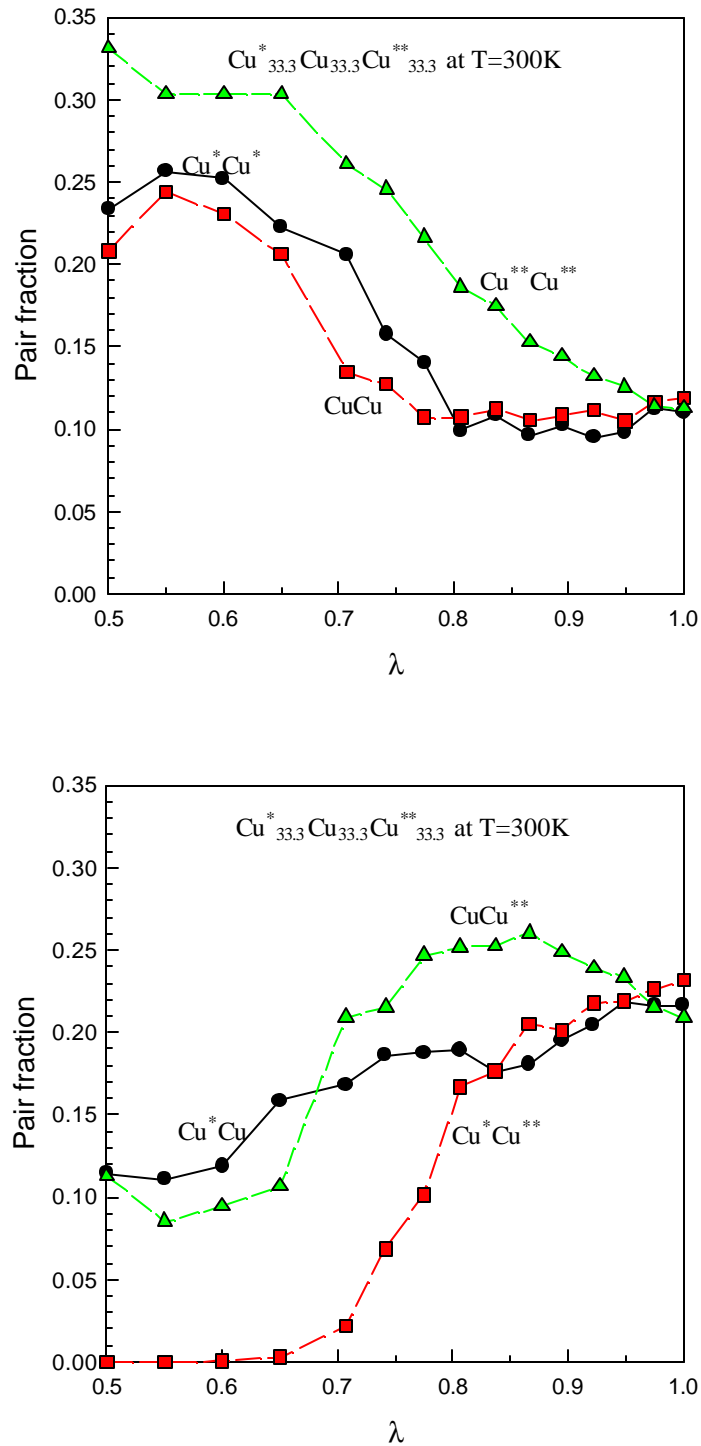 0.35
Cu*33.3Cu33.3Cu**33.3 at T=300K
0.30
Cu*Cu*
0.25
Cu**Cu**
0.20
0.15
CuCu
0.10
0.05
0.00
Pair fraction
0.5 0.6 0.7 0.8 0.9 1.0
λ
0.35
Cu*33.3Cu33.3Cu**33.3 at T=300K
0.30
CuCu**
0.25
0.20
0.15
Cu*Cu
Cu*Cu**
0.10
0.05
0.00
Pair fraction
0.5 0.6 0.7 0.8 0.9 1.0
λ